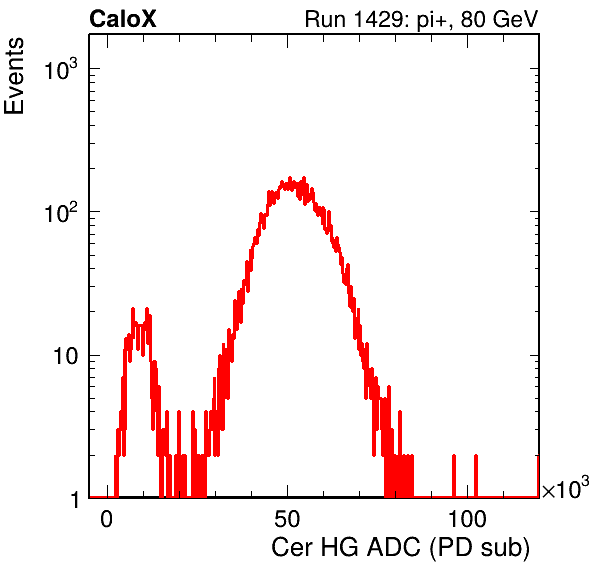 CaloX Run 1429: pi+, 80 GeV
Events
10³
10²
10
1
0 50 100 ×10³
Cer HG ADC (PD sub)